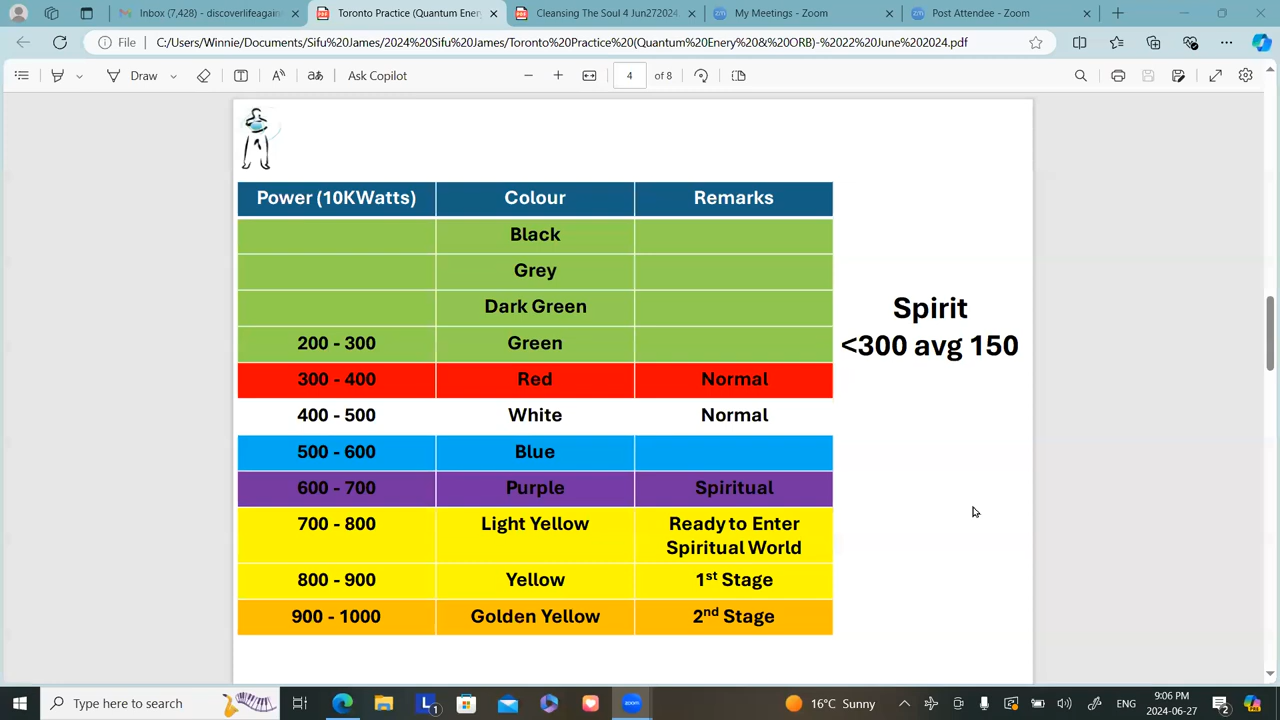 Inbox (7,428) - discoverlifeagain
Toronto Practice (Quantum Ener
Cleansing The Soul 4 Jun272024
My Meetings - Zoom
Post Attendee - Zoom
File
C:/Users/Winnie/Documents/Sifu%20James/2024%20Sifu%20James/Toronto%20Practice%20(Quantum%20Enery%20&%20ORB)-%2022%20June%202024.pdf
Draw
Ask Copilot
4 of 8
Power (10KWatts) Colour Remarks
Black
Grey
Dark Green
200 - 300 Green
300 - 400 Red Normal
400 - 500 White Normal
500 - 600 Blue
600 - 700 Purple Spiritual
700 - 800 Light Yellow Ready to Enter
Spiritual World
800 - 900 Yellow 1st Stage
900 - 1000 Golden Yellow 2nd Stage
Spirit
<300 avg 150
Type here to search
zoom
16°C Sunny
ENG
9:06 PM
2024-06-27